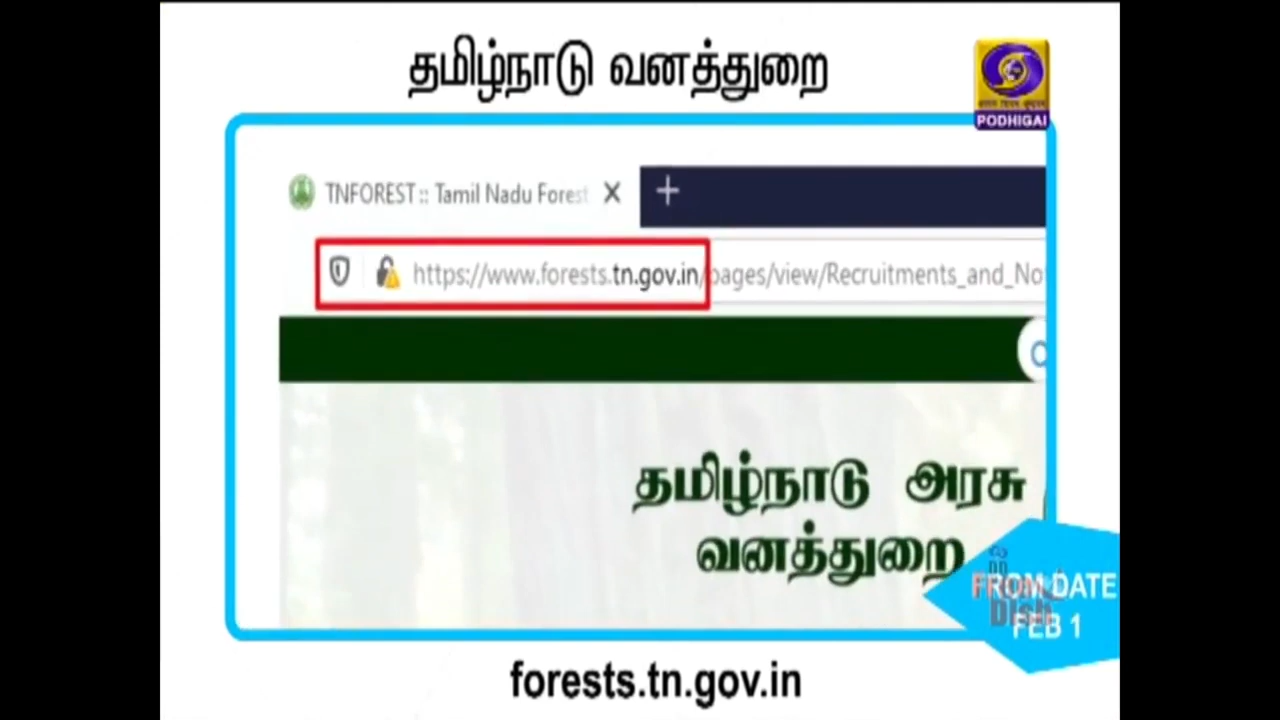 தமிழ்நாடு வனத்துறை
PODHIGAI
TNFOREST :: Tamil Nadu Forest
https://www.forests.tn.gov.in/pages/view/Recruitments_and_No
தமிழ்நாடு அரசு
வனத்துறை
FROM DATE
FEB 1
forests.tn.gov.in